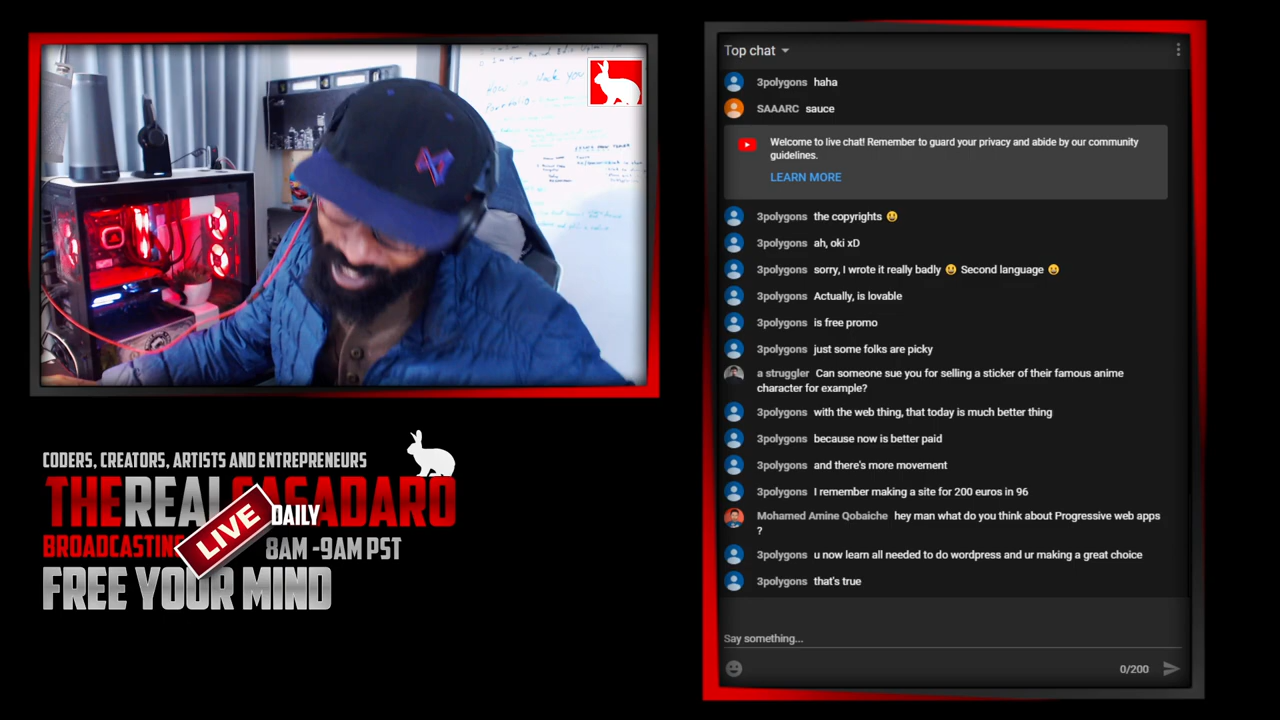 Top chat
3polygons haha
SAAARC sauce
Welcome to live chat! Remember to guard your privacy and abide by our community
guidelines.
LEARN MORE
3polygons the copyrights 😃
3polygons ah, oki xD
3polygons sorry, I wrote it really badly 😃 Second language 😃
3polygons Actually, is lovable
3polygons is free promo
3polygons just some folks are picky
a struggler Can someone sue you for selling a sticker of their famous anime
character for example?
3polygons with the web thing, that today is much better thing
3polygons because now is better paid
3polygons and there's more movement
3polygons I remember making a site for 200 euros in 96
Mohamed Amine Qobaiche hey man what do you think about Progressive web apps
?
3polygons u now learn all needed to do wordpress and ur making a great choice
3polygons that's true
Say something...
0/200
CODERS, CREATORS, ARTISTS AND ENTREPRENEURS
THEREAL
DAILY
LIVE
BROADCASTING
8AM -9AM PST
FREE YOUR MIND